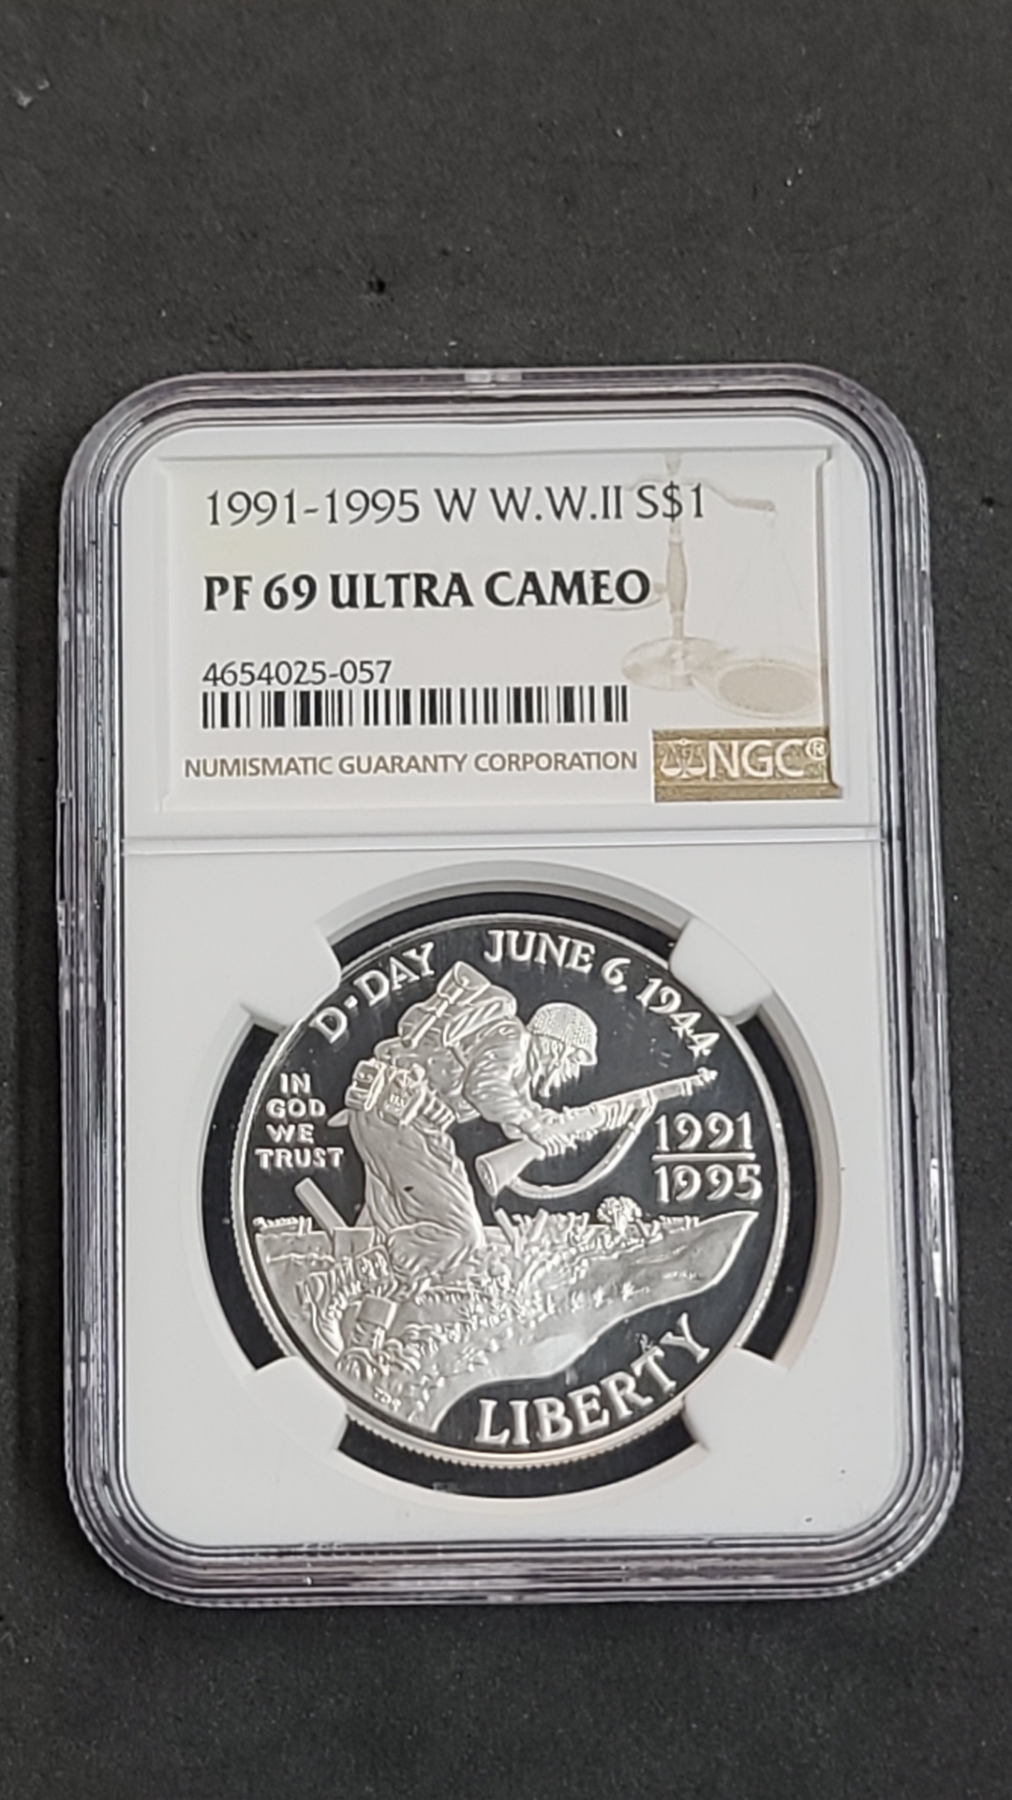 1991-1995 W W.W.II S$1
PF 69 ULTRA CAMEO
4654025-057
NUMISMATIC GUARANTY CORPORATION
NGC®
D-DAY JUNE 6, 1944
IN
GOD
WE
TRUST
1991
1995
LIBERTY